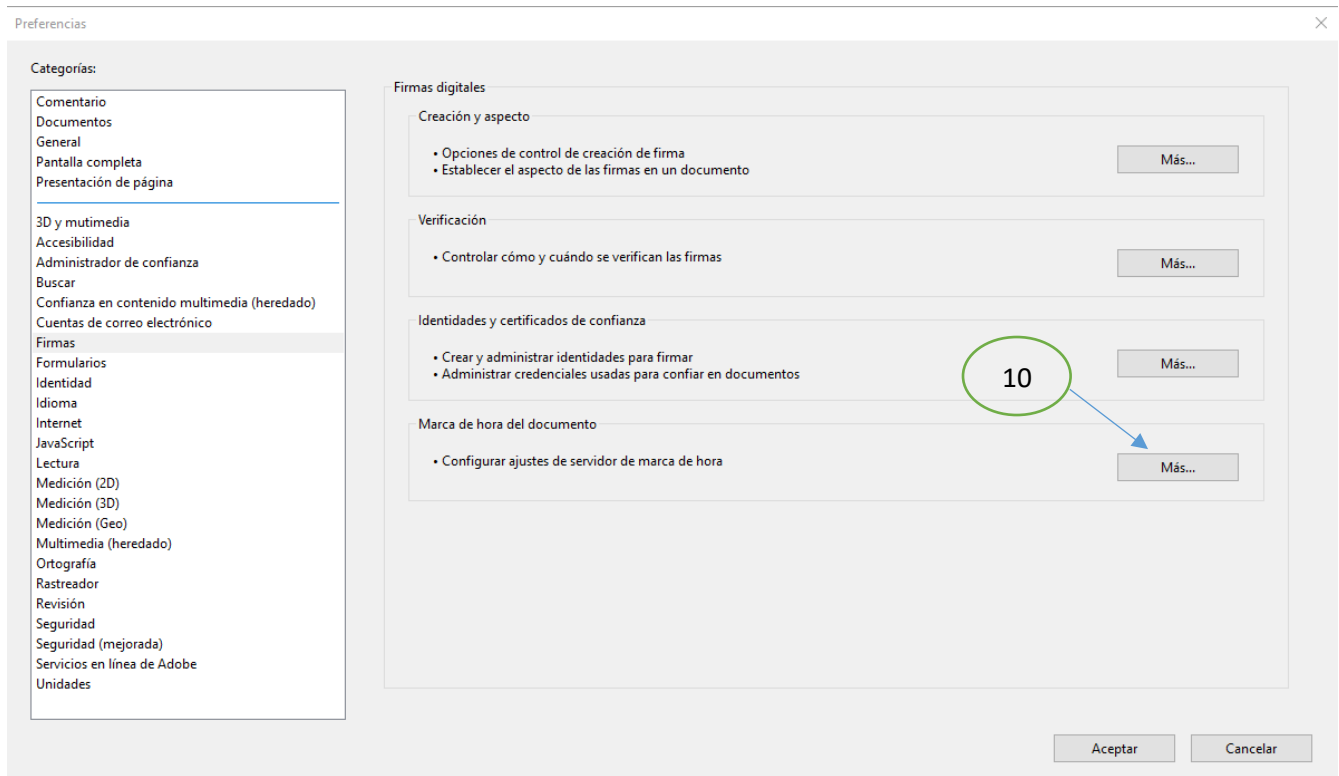 Preferencias
Categorías:
Comentario
Documentos
General
Pantalla completa
Presentación de página
3D y mutimedia
Accesibilidad
Administrador de confianza
Buscar
Confianza en contenido multimedia (heredado)
Cuentas de correo electrónico
Firmas
Formularios
Identidad
Idioma
Internet
JavaScript
Lectura
Medición (2D)
Medición (3D)
Medición (Geo)
Multimedia (heredado)
Ortografía
Rastreador
Revisión
Seguridad
Seguridad (mejorada)
Servicios en línea de Adobe
Unidades
Firmas digitales
Creación y aspecto
• Opciones de control de creación de firma
• Establecer el aspecto de las firmas en un documento
Más...
Verificación
• Controlar cómo y cuándo se verifican las firmas
Más...
Identidades y certificados de confianza
• Crear y administrar identidades para firmar
• Administrar credenciales usadas para confiar en documentos
Más...
10
Marca de hora del documento
• Configurar ajustes de servidor de marca de hora
Más...
Aceptar
Cancelar